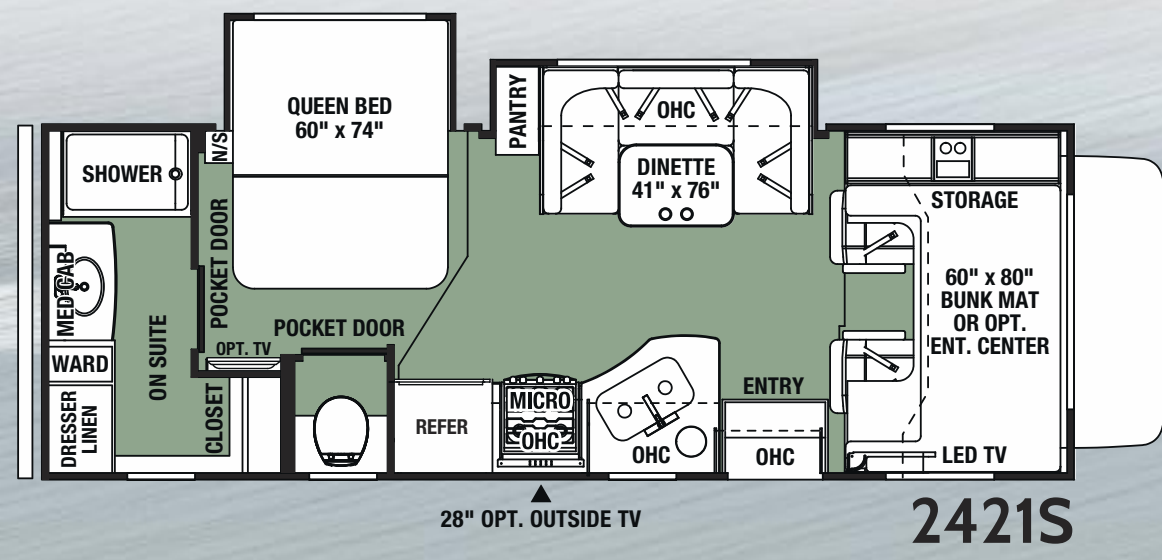 QUEEN BED
60" x 74"
N/S
SHOWER
PANTRY
OHC
DINETTE
41" x 76"
STORAGE
60" x 80"
BUNK MAT
OR OPT.
ENT. CENTER
MED CAB
POCKET DOOR
POCKET DOOR
OPT. TV
ON SUITE
WARD
DRESSER
LINEN
CLOSET
REFER
MICRO
OHC
OHC
ENTRY
OHC
LED TV
28" OPT. OUTSIDE TV
2421S